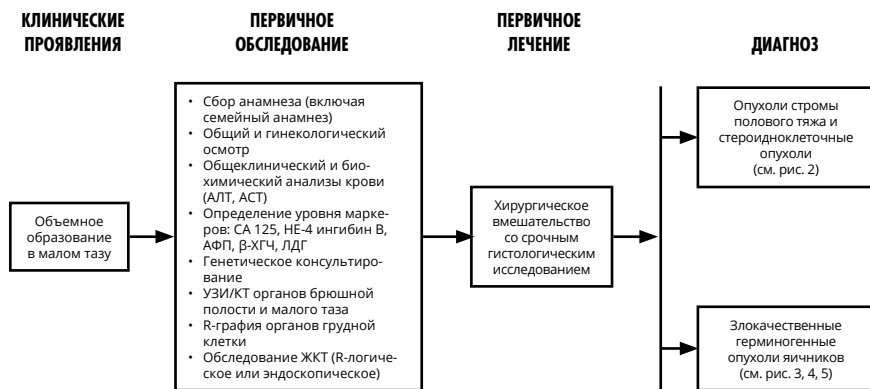 КЛИНИЧЕСКИЕ
ПРОЯВЛЕНИЯ
ПЕРВИЧНОЕ
ОБСЛЕДОВАНИЕ
ПЕРВИЧНОЕ
ЛЕЧЕНИЕ
ДИАГНОЗ
Объемное
образование
в малом тазу
• Сбор анамнеза (включая
семейный анамнез)
• Общий и гинекологический
осмотр
• Общеклинический и био-
химический анализы крови
(АЛТ, АСТ)
• Определение уровня марке-
ров: СА 125, НЕ-4 ингибин В,
АФП, β-ХГЧ, ЛДГ
• Генетическое консультиро-
вание
• УЗИ/КТ органов брюшной
полости и малого таза
• R-графия органов грудной
клетки
• Обследование ЖКТ (R-логиче-
ское или эндоскопическое)
Хирургическое
вмешательство
со срочным
гистологическим
исследованием
Опухоли стромы
полового тяжа и
стероидноклеточные
опухоли
(см. рис. 2)
Злокачественные
герминогенные
опухоли яичников
(см. рис. 3, 4, 5)